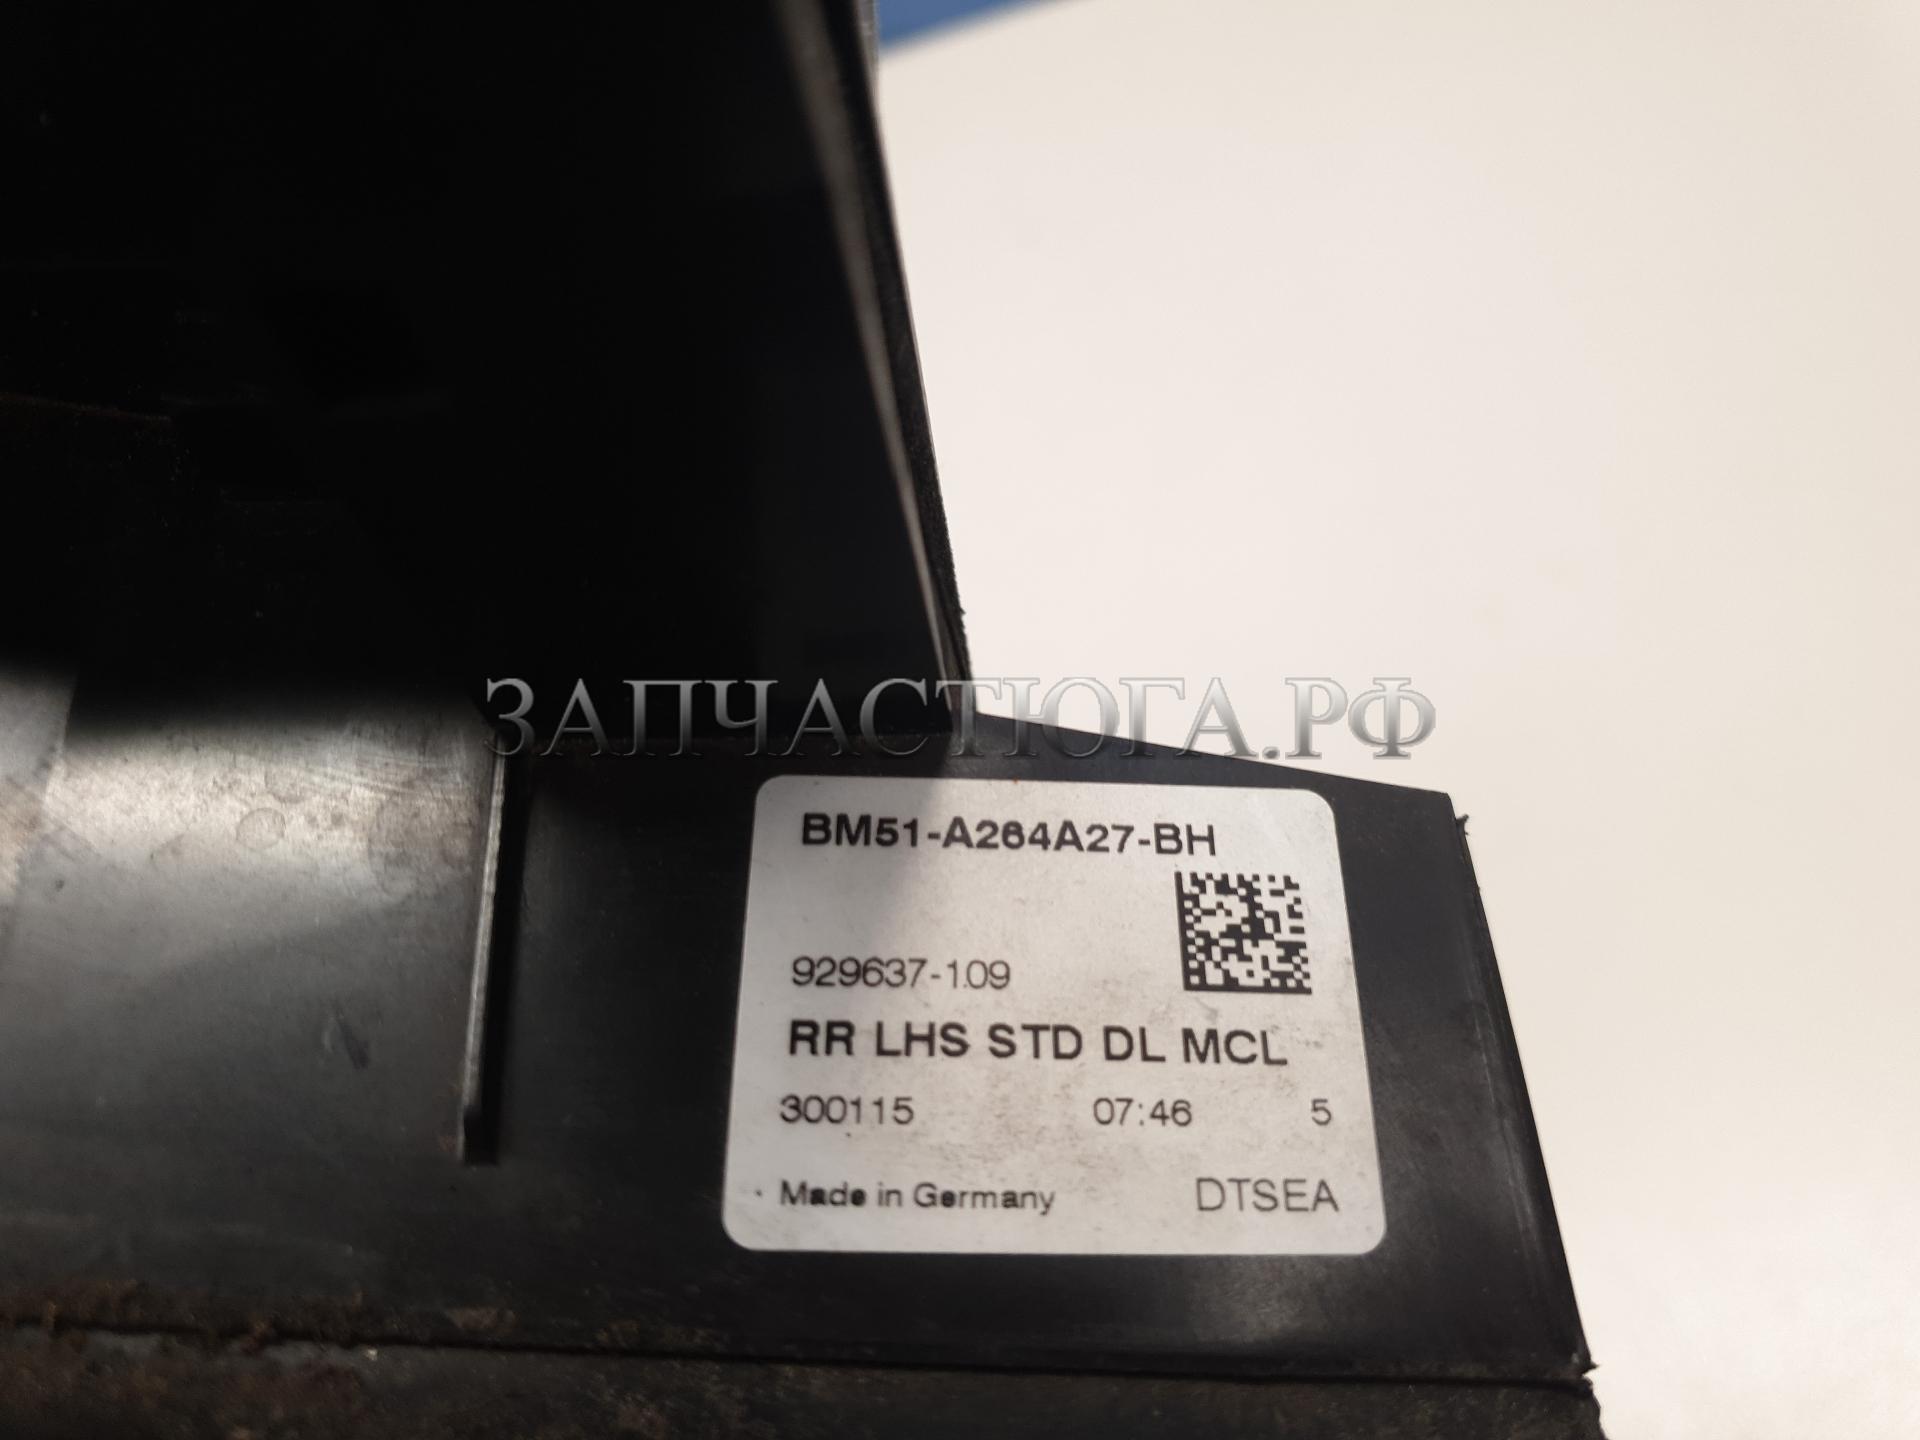 ЗАПЧАСТЮГА.РФ
BM51-A264A27-BH
929637-1.09
RR LHS STD DL MCL
300115 07:46 5
Made in Germany DTSEA